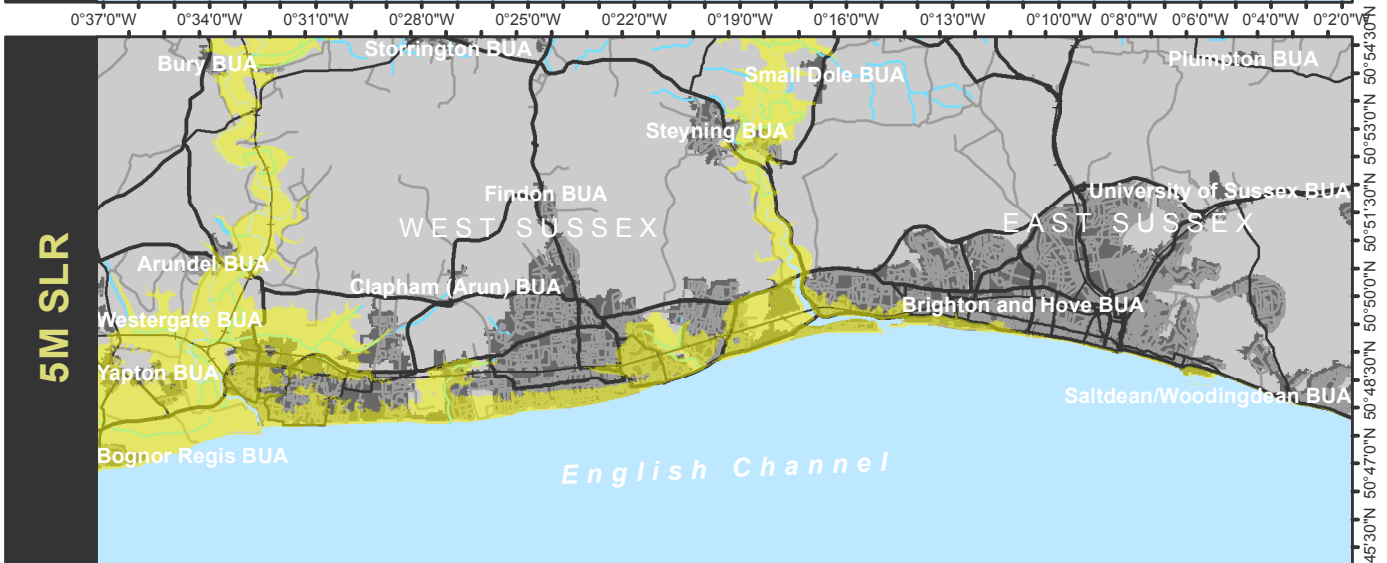 0°37'0"W 0°34'0"W 0°31'0"W 0°28'0"W 0°25'0"W 0°22'0"W 0°19'0"W 0°16'0"W 0°13'0"W 0°10'0"W 0°8'0"W 0°6'0"W 0°4'0"W 0°2'0"W
5M SLR
Storrington BUA
Bury BUA
Plumpton BUA
Small Dole BUA
Steyning BUA
Findon BUA
University of Sussex BUA
WEST SUSSEX
EAST SUSSEX
Arundel BUA
Clapham (Arun) BUA
Brighton and Hove BUA
Westergate BUA
Yapton BUA
Saltdean/Woodingdean BUA
Bognor Regis BUA
English Channel
50°54'30"N
50°53'0"N
50°51'30"N
50°50'0"N
50°48'30"N
50°47'0"N
45'30"N